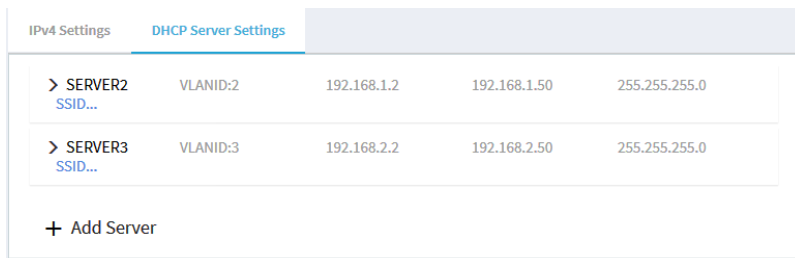 IPv4 Settings DHCP Server Settings
SERVER2 VLANID:2 192.168.1.2 192.168.1.50 255.255.255.0
SSID...
SERVER3 VLANID:3 192.168.2.2 192.168.2.50 255.255.255.0
SSID...
+ Add Server